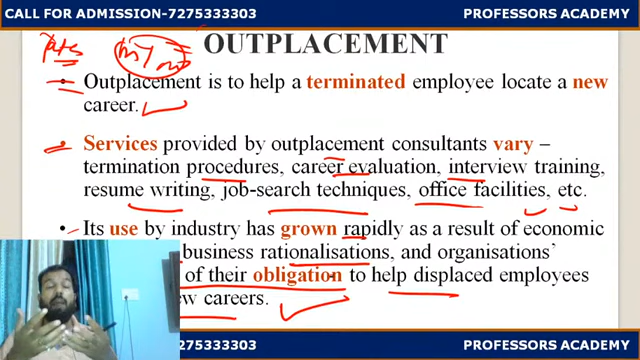 CALL FOR ADMISSION-7275333303 PROFESSORS ACADEMY
OUTPLACEMENT
• Outplacement is to help a terminated employee locate a new
career.
• Services provided by outplacement consultants vary –
termination procedures, career evaluation, interview training,
resume writing, job-search techniques, office facilities, etc.
• Its use by industry has grown rapidly as a result of economic
business rationalisations, and organisations'
of their obligation to help displaced employees
careers.
CALL FOR ADMISSION-7275333303 PROFESSORS ACADEMY